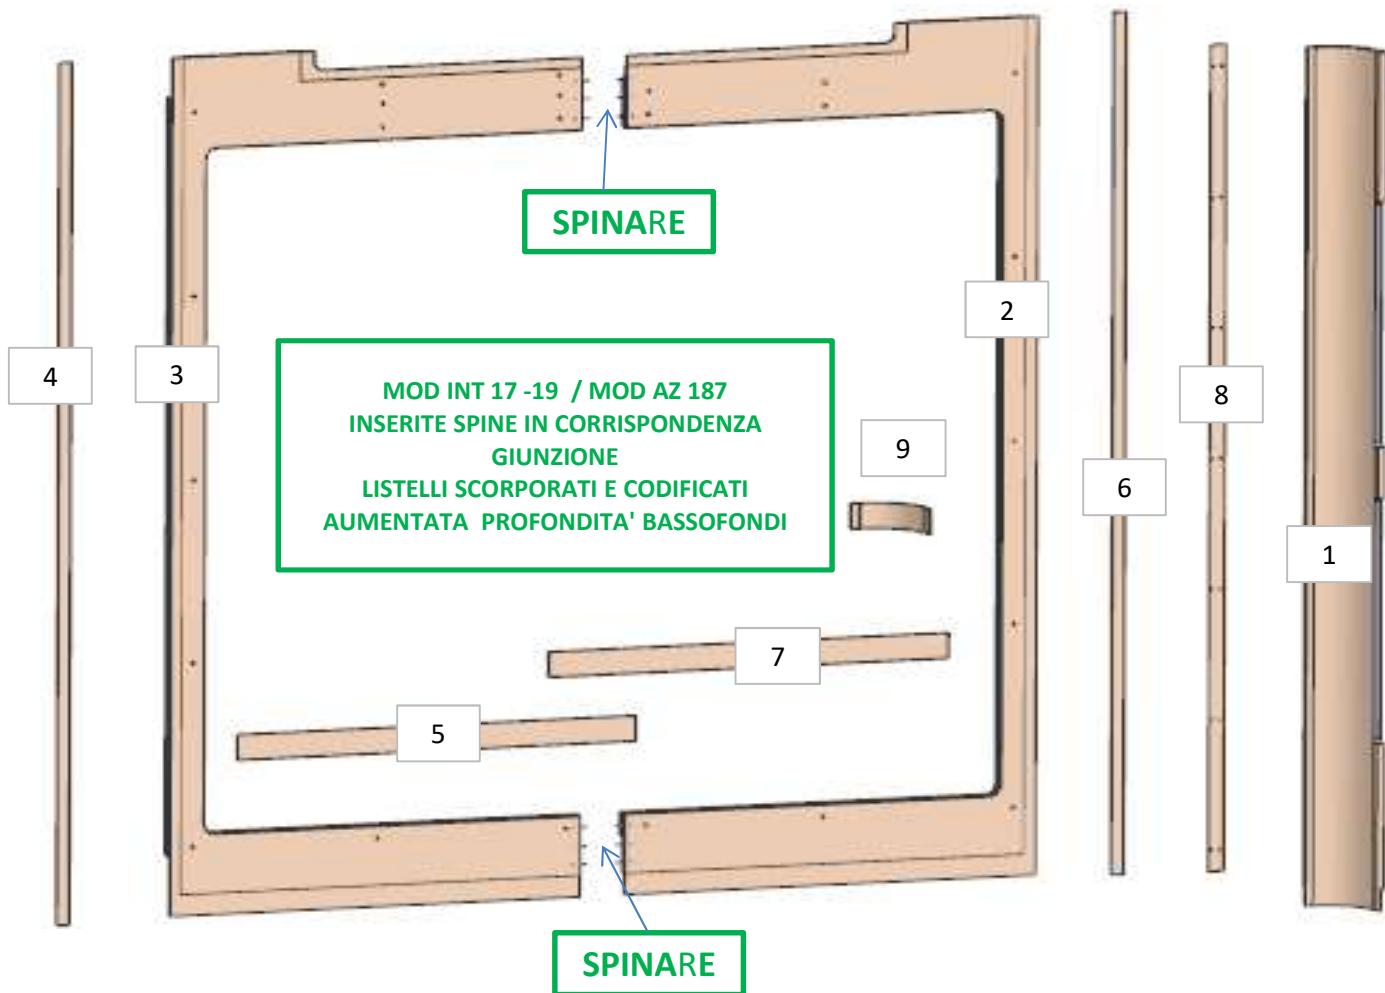 SPINARE
2
4
3
MOD INT 17 -19 / MOD AZ 187
INSERITE SPINE IN CORRISPONDENZA
GIUNZIONE
LISTELLI SCORPORATI E CODIFICATI
AUMENTATA PROFONDITA' BASSOFONDI
8
9
6
1
7
5
SPINARE